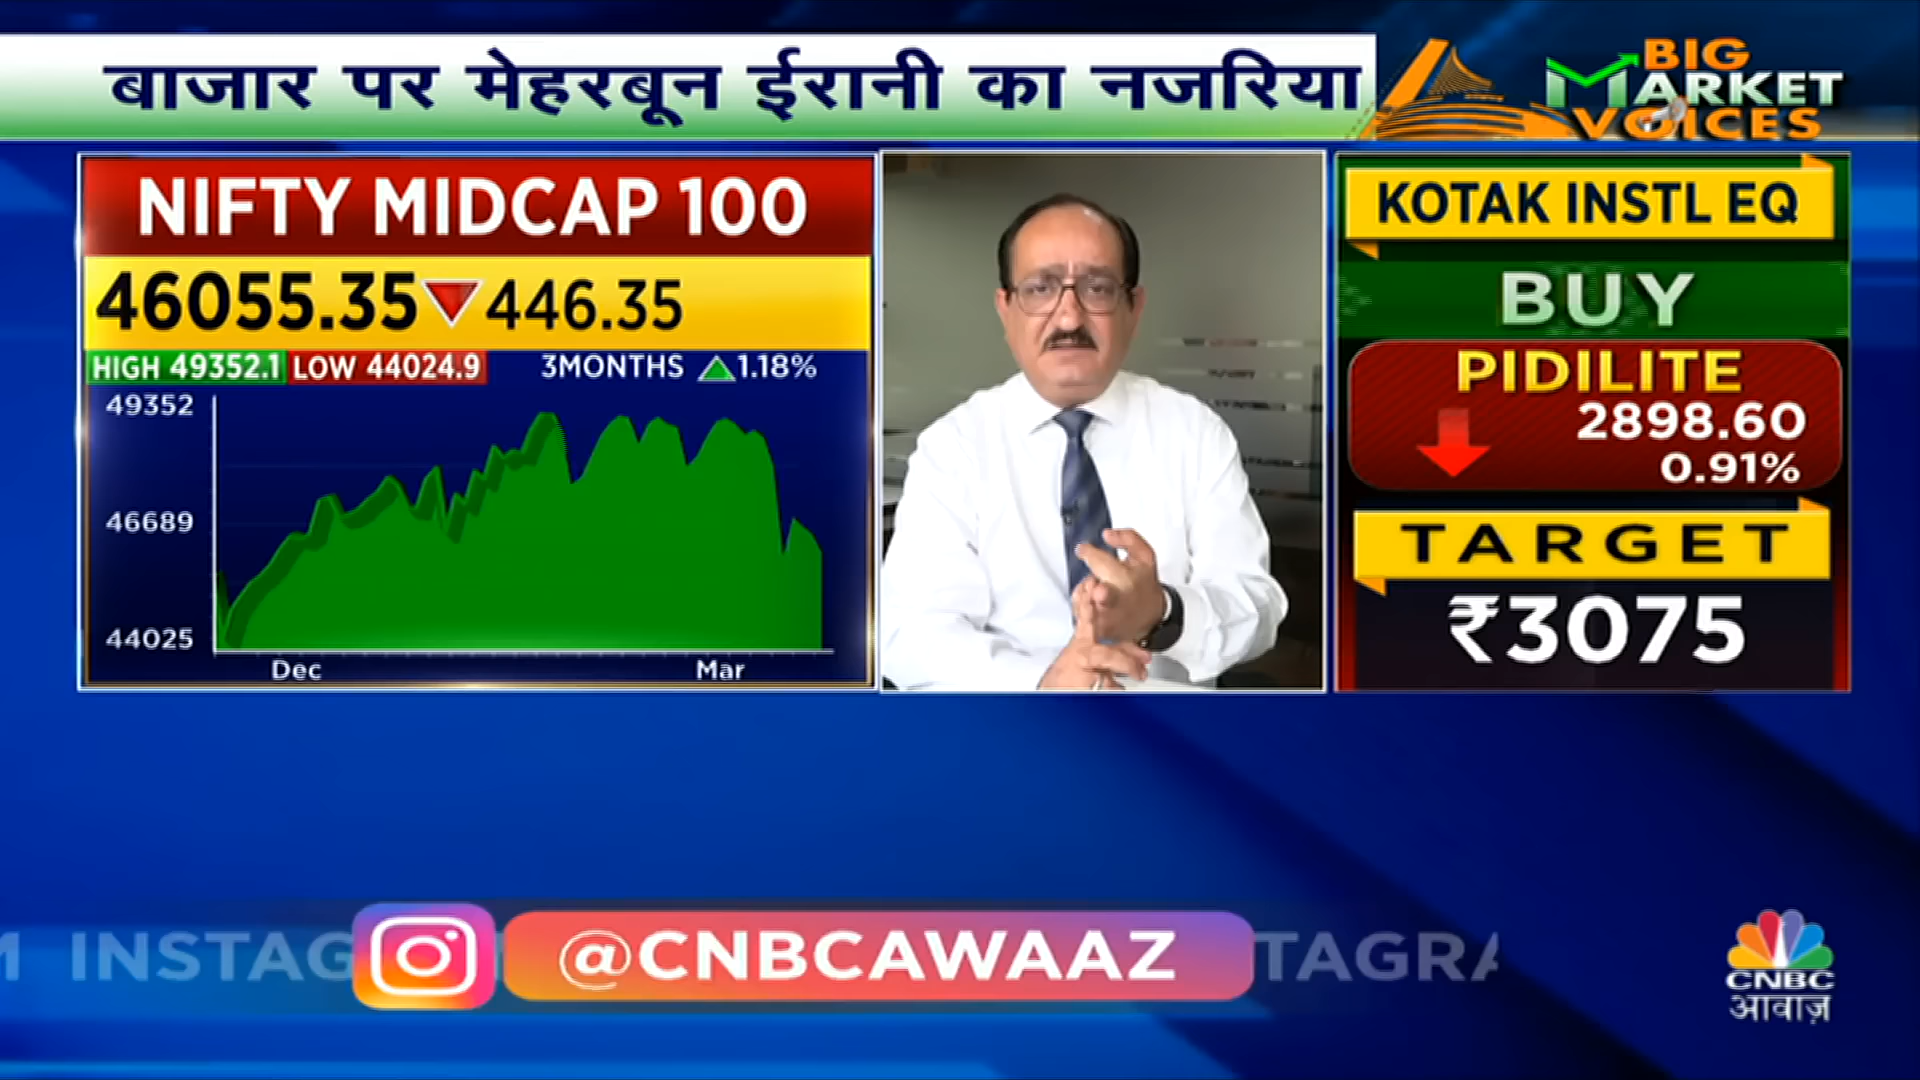 बाजार पर मेहरबून ईरानी का नजरिया
BIG
MARKET
VOICES
NIFTY MIDCAP 100
46055.35 446.35
HIGH 49352.1 LOW 44024.9 3MONTHS 1.18%
49352
46689
44025
Dec Mar
KOTAK INSTL EQ
BUY
PIDILITE
2898.60
0.91%
TARGET
₹3075
M INSTAG @CNBCAWAAZ TAGRA
CNBC
आवाज़